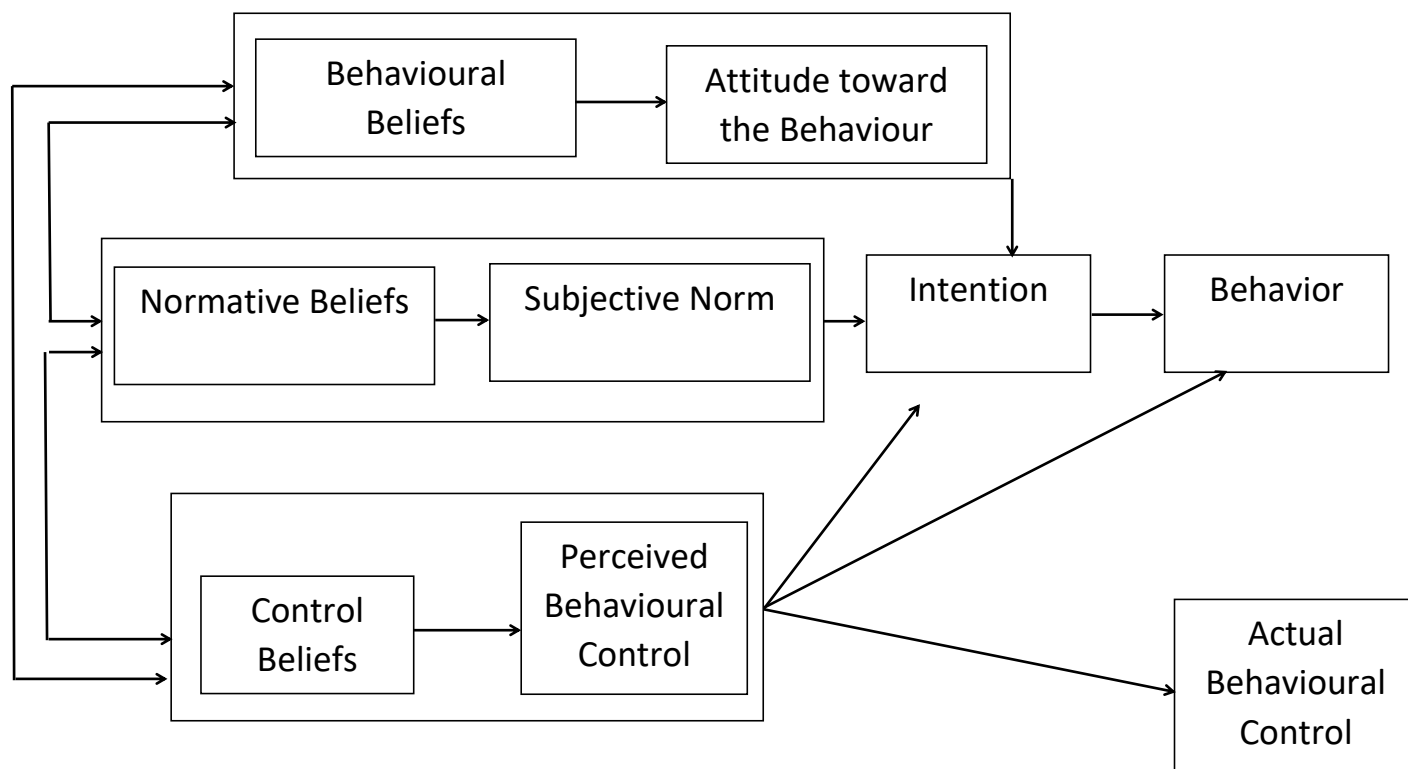 Behavioural
Beliefs
Attitude toward
the Behaviour
Normative Beliefs
Subjective Norm
Intention
Behavior
Control
Beliefs
Perceived
Behavioural
Control
Actual
Behavioural
Control